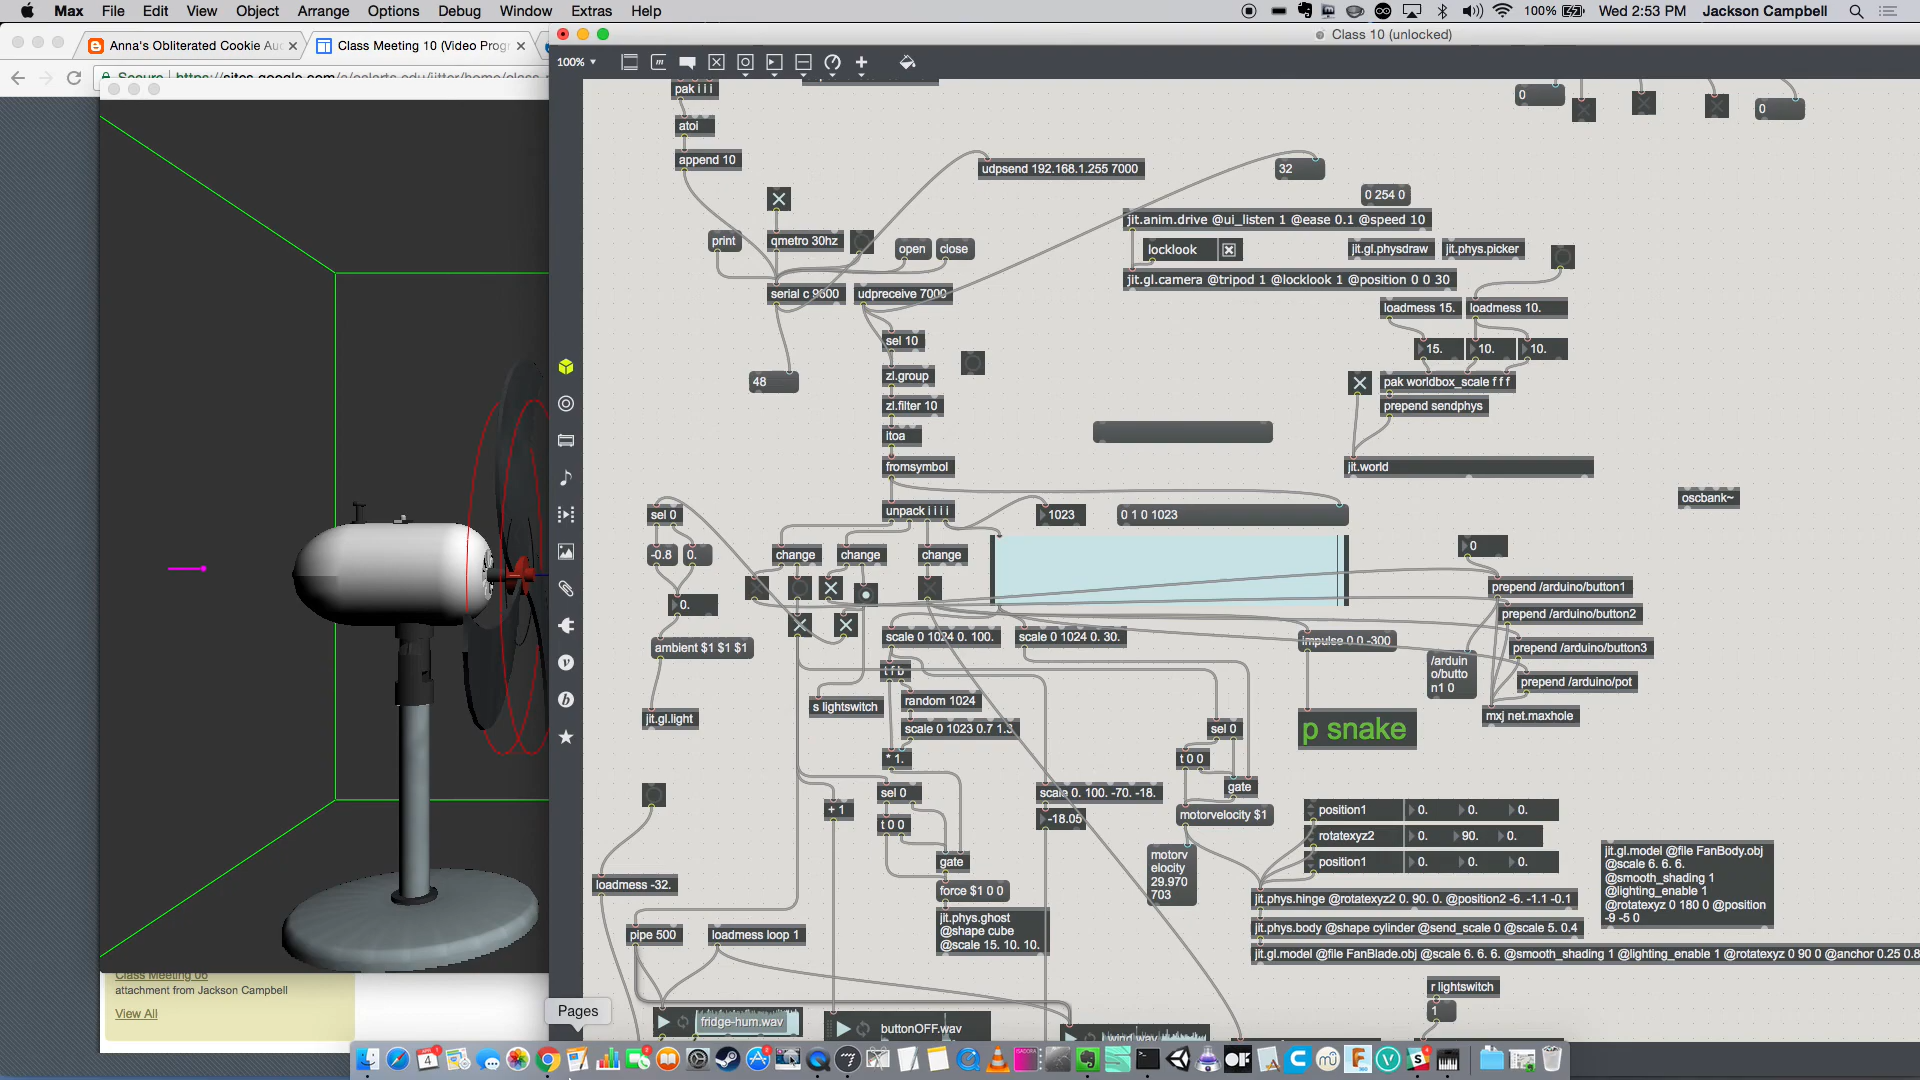 Max File Edit View Object Arrange Options Debug Window Extras Help
100% Wed 2:53 PM Jackson Campbell
Anna's Obliterated Cookie Au
Class Meeting 10 (Video Prog
Class 10 (unlocked)
100%
pak i i i
0
0
atoi
append 10
udpsend 192.168.1.255 7000
32
0 254 0
jit.anim.drive @ui_listen 1 @ease 0.1 @speed 10
print
qmetro 30hz
open
close
locklook
jit.gl.physdraw
jit.phys.picker
jit.gl.camera @tripod 1 @locklook 1 @position 0 0 30
serial c 9600
udpreceive 7000
loadmess 15.
loadmess 10.
sel 10
15.
10.
10.
48
zl.group
pak worldbox_scale f f f
zl.filter 10
prepend sendphys
itoa
fromsymbol
jit.world
oscbank~
sel 0
unpack i i i i
1023
0 1 0 1023
-0.8
0.
change
change
change
0
prepend /arduino/button1
0.
prepend /arduino/button2
ambient $1 $1 $1
scale 0 1024 0. 100.
scale 0 1024 0. 30.
impulse 0 0 -300
prepend /arduino/button3
/arduin
o/butto
n1 0
t f b
prepend /arduino/pot
s lightswitch
random 1024
jit.gl.light
scale 0 1023 0.7 1.3
sel 0
p snake
mxj net.maxhole
* 1.
t 0 0
sel 0
scale 0. 100. -70. -18.
gate
+ 1
t 0 0
-18.05
motorvelocity $1
position1 0. 0. 0.
rotatexyz2 0. 90. 0.
position1 0. 0. 0.
jit.gl.model @file FanBody.obj
@scale 6. 6. 6.
@smooth_shading 1
@lighting_enable 1
@rotatexyz 0 180 0 @position
-9 -5 0
gate
motorv
elocity
29.970
703
loadmess -32.
force $1 0 0
jit.phys.hinge @rotatexyz2 0. 90. 0. @position2 -6. -1.1 -0.1
jit.phys.ghost
@shape cube
@scale 15. 10. 10.
jit.phys.body @shape cylinder @send_scale 0 @scale 5. 0.4
pipe 500
loadmess loop 1
jit.gl.model @file FanBlade.obj @scale 6. 6. 6. @smooth_shading 1 @lighting_enable 1 @rotatexyz 0 90 0 @anchor 0.25 0.8
r lightswitch
1
Class Meeting 06
attachment from Jackson Campbell
View All
Pages
fridge-hum.wav
buttonOFF.wav
wind.wav